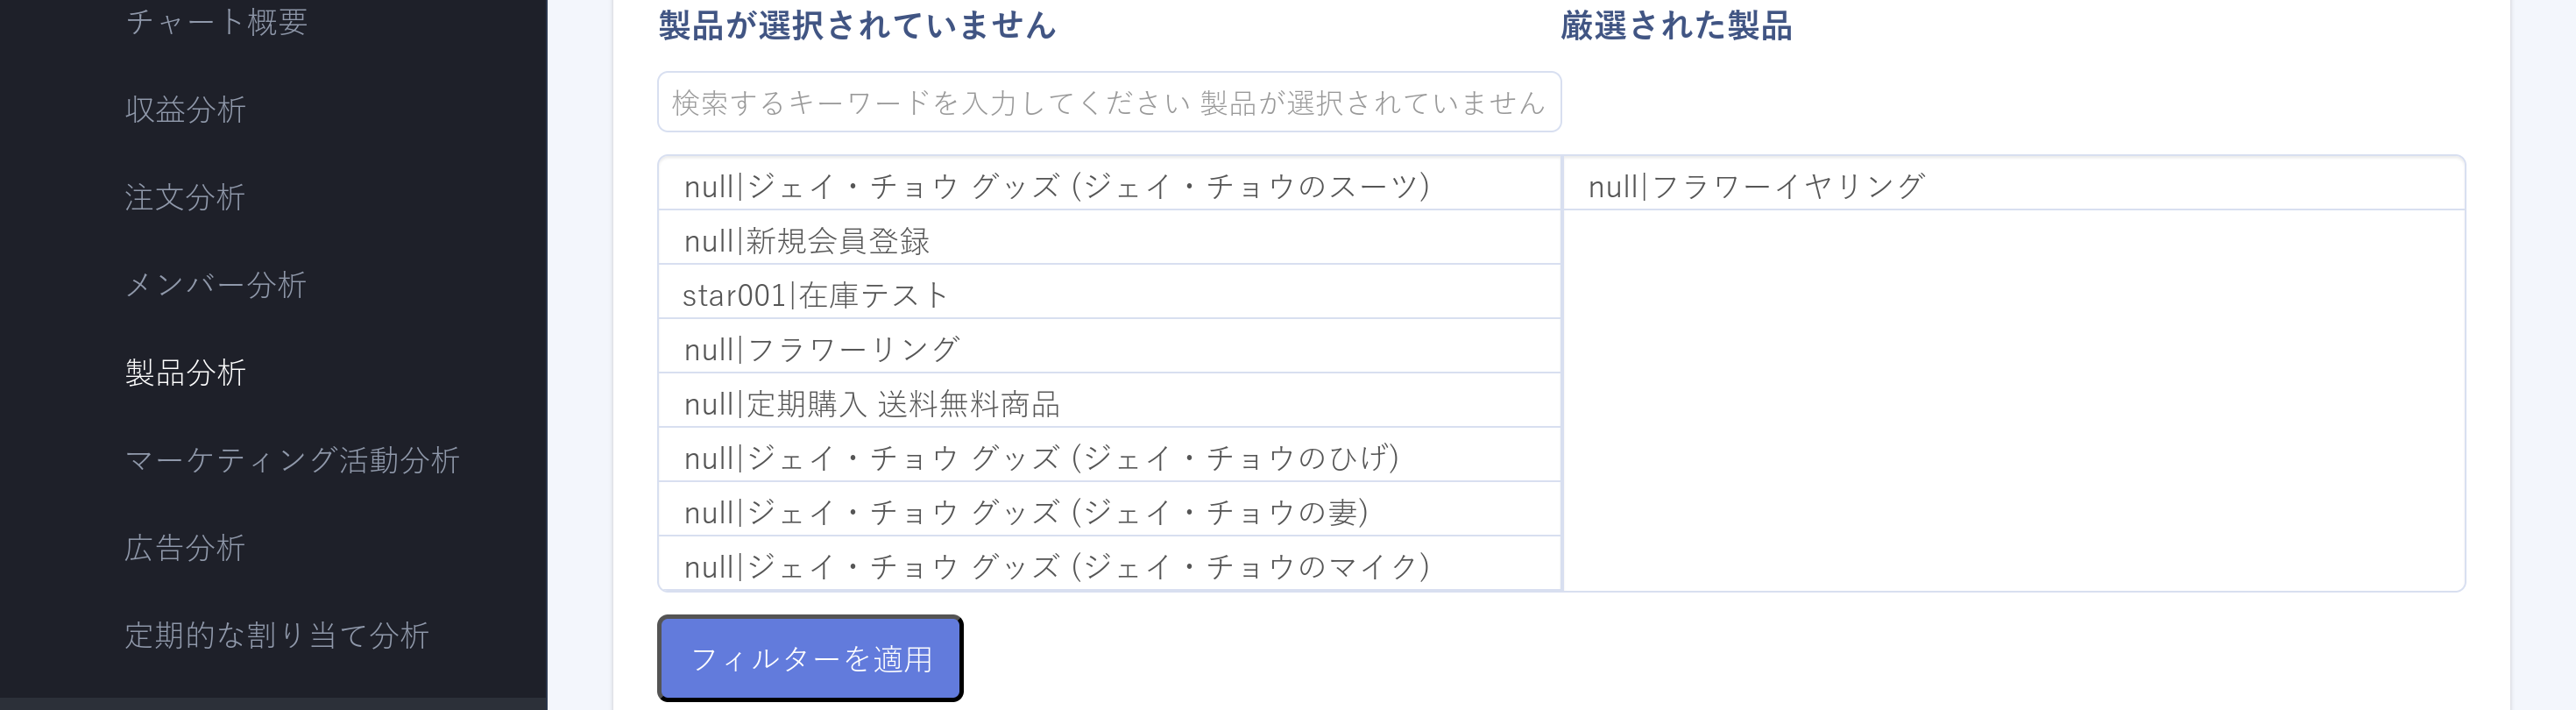 チャート概要
収益分析
注文分析
メンバー分析
製品分析
マーケティング活動分析
広告分析
定期的な割り当て分析
製品が選択されていません
検索するキーワードを入力してください 製品が選択されていません
null|ジェイ・チョウ グッズ (ジェイ・チョウのスーツ)
null|新規会員登録
star001|在庫テスト
null|フラワーリング
null|定期購入 送料無料商品
null|ジェイ・チョウ グッズ (ジェイ・チョウのひげ)
null|ジェイ・チョウ グッズ (ジェイ・チョウの妻)
null|ジェイ・チョウ グッズ (ジェイ・チョウのマイク)
厳選された製品
null|フラワーイヤリング
フィルターを適用